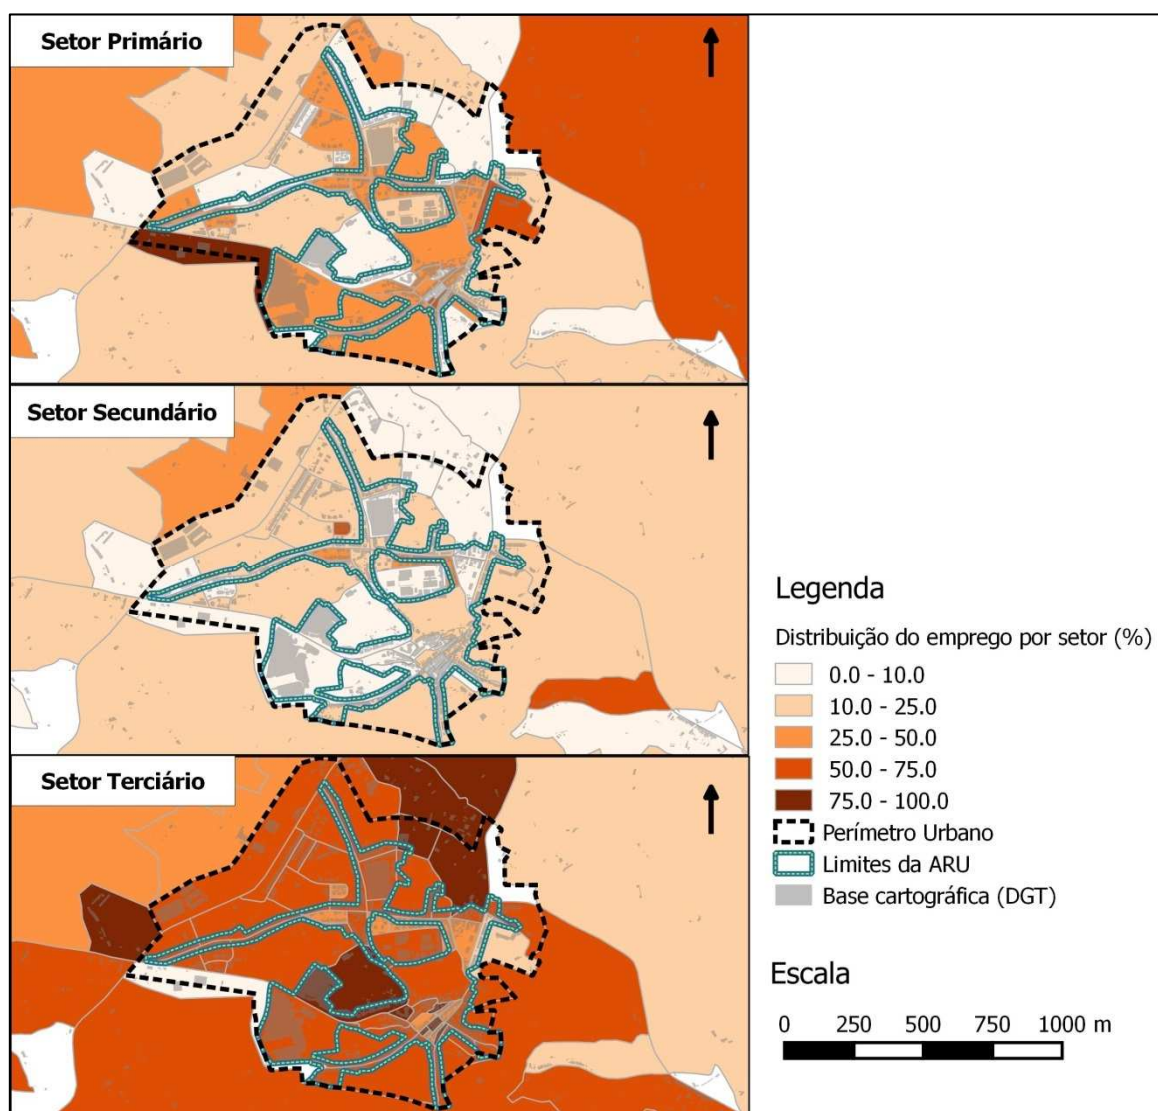 Setor Primário
Setor Secundário
Setor Terciário
Legenda
Distribuição do emprego por setor (%)
0.0 - 10.0
10.0 - 25.0
25.0 - 50.0
50.0 - 75.0
75.0 - 100.0
Perímetro Urbano
Limites da ARU
Base cartográfica (DGT)
Escala
0 250 500 750 1000 m